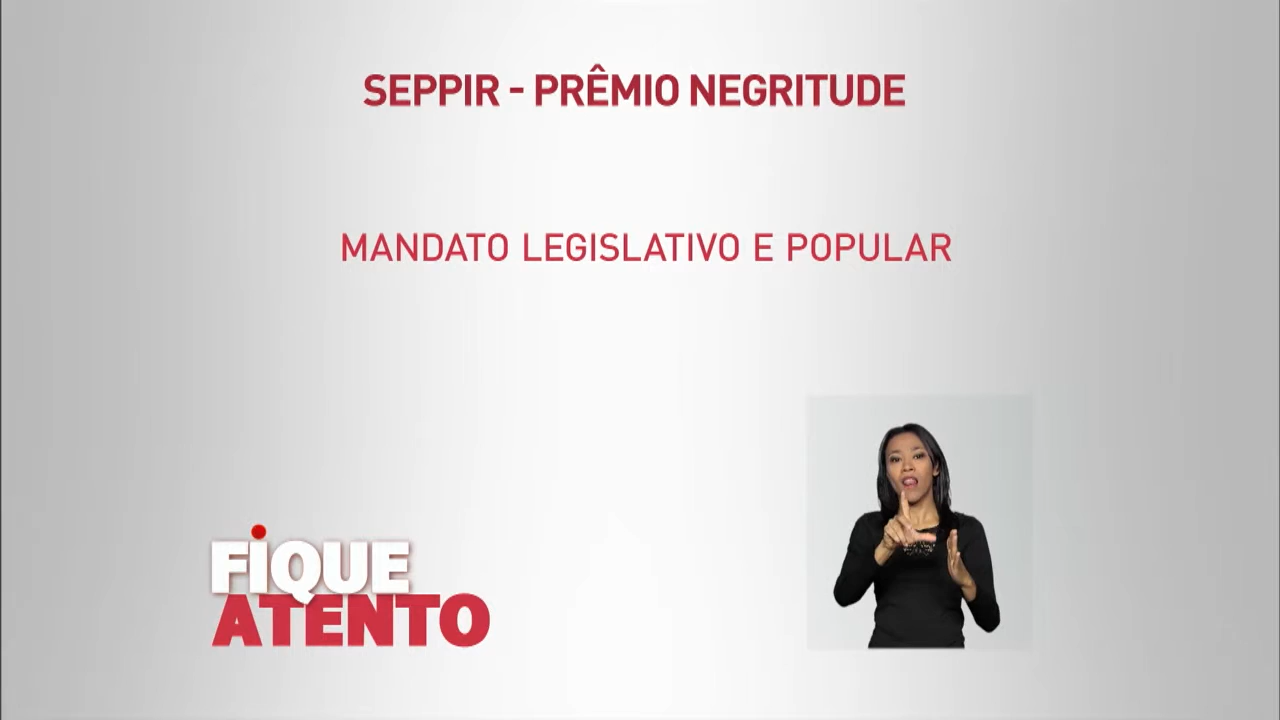 SEPPIR - PRÊMIO NEGRITUDE
MANDATO LEGISLATIVO E POPULAR
FiQUE
ATENTO